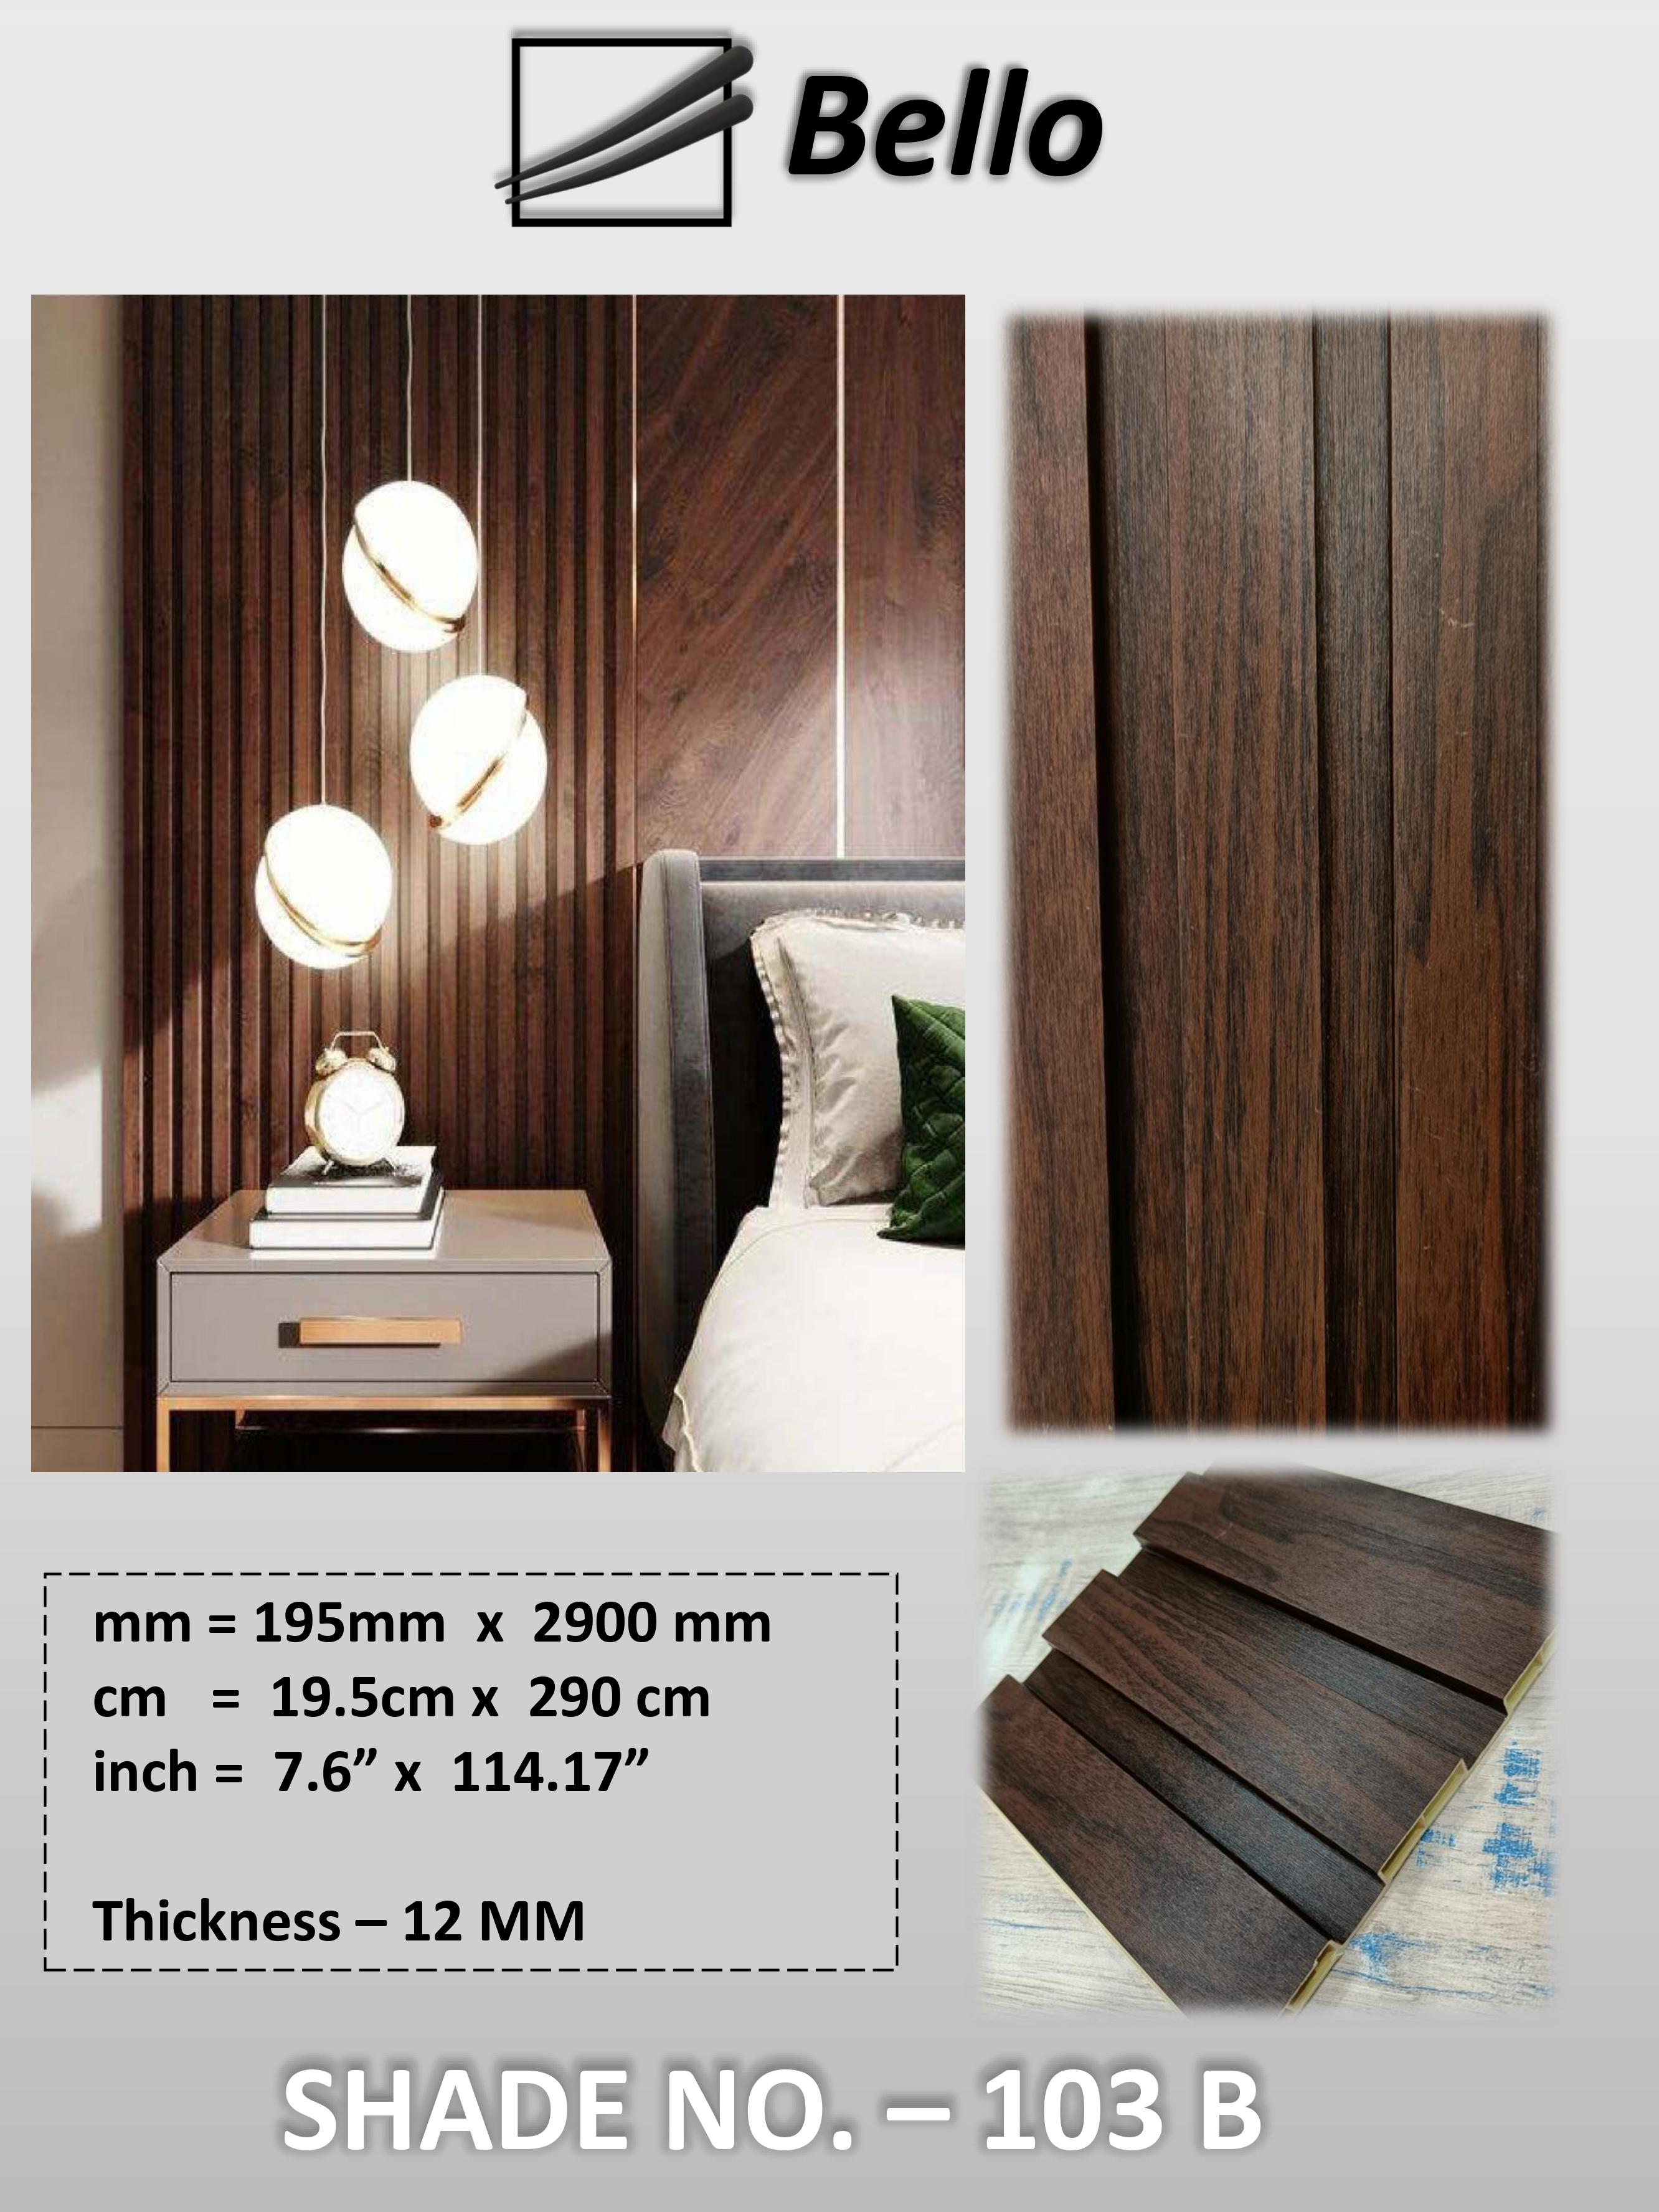 Bello
mm = 195mm x 2900 mm
cm = 19.5cm x 290 cm
inch = 7.6” x 114.17”
Thickness – 12 MM
SHADE NO. – 103 B